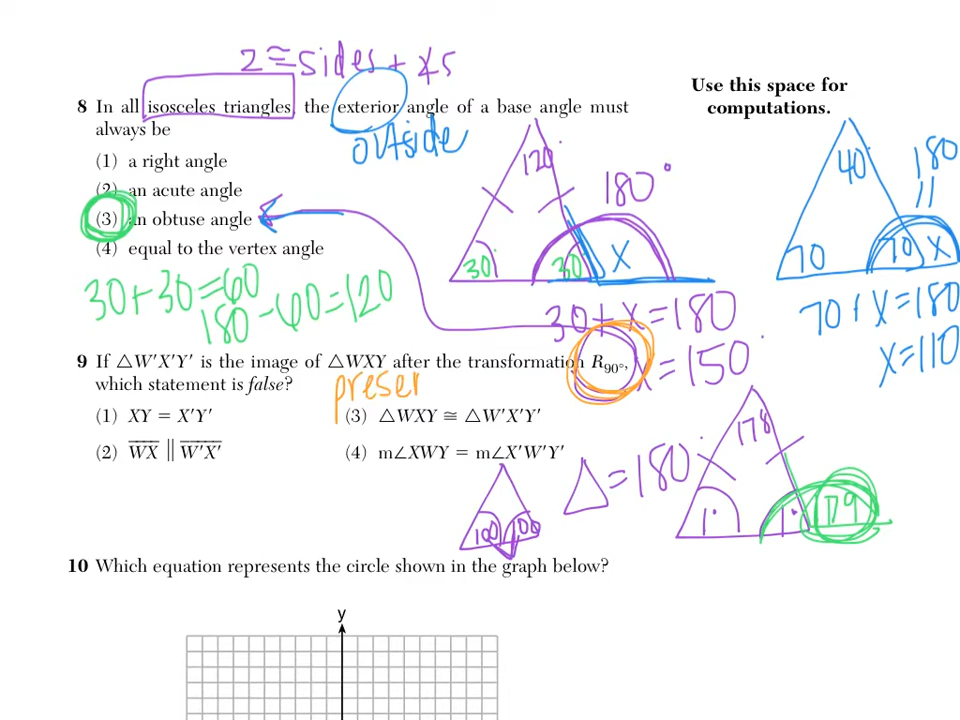 2 ≅ sides + ∡s
Use this space for
computations.
8 In all isosceles triangles, the exterior angle of a base angle must
always be
outside
(1) a right angle
(2) an acute angle
(3) an obtuse angle
(4) equal to the vertex angle
120
180°
30
30
X
40
180
11
70
70
X
30+30=60
180-60=120
30+X=180
X=150
70+X=180
X=110
9 If △W′X′Y′ is the image of △WXY after the transformation R90°,
which statement is false?
preser
(1) XY = X′Y′
(3) △WXY ≅ △W′X′Y′
(2) WX ∥ W′X′
(4) m∠XWY = m∠X′W′Y′
△=180
178
1°
1°
179
100
100
10 Which equation represents the circle shown in the graph below?
y